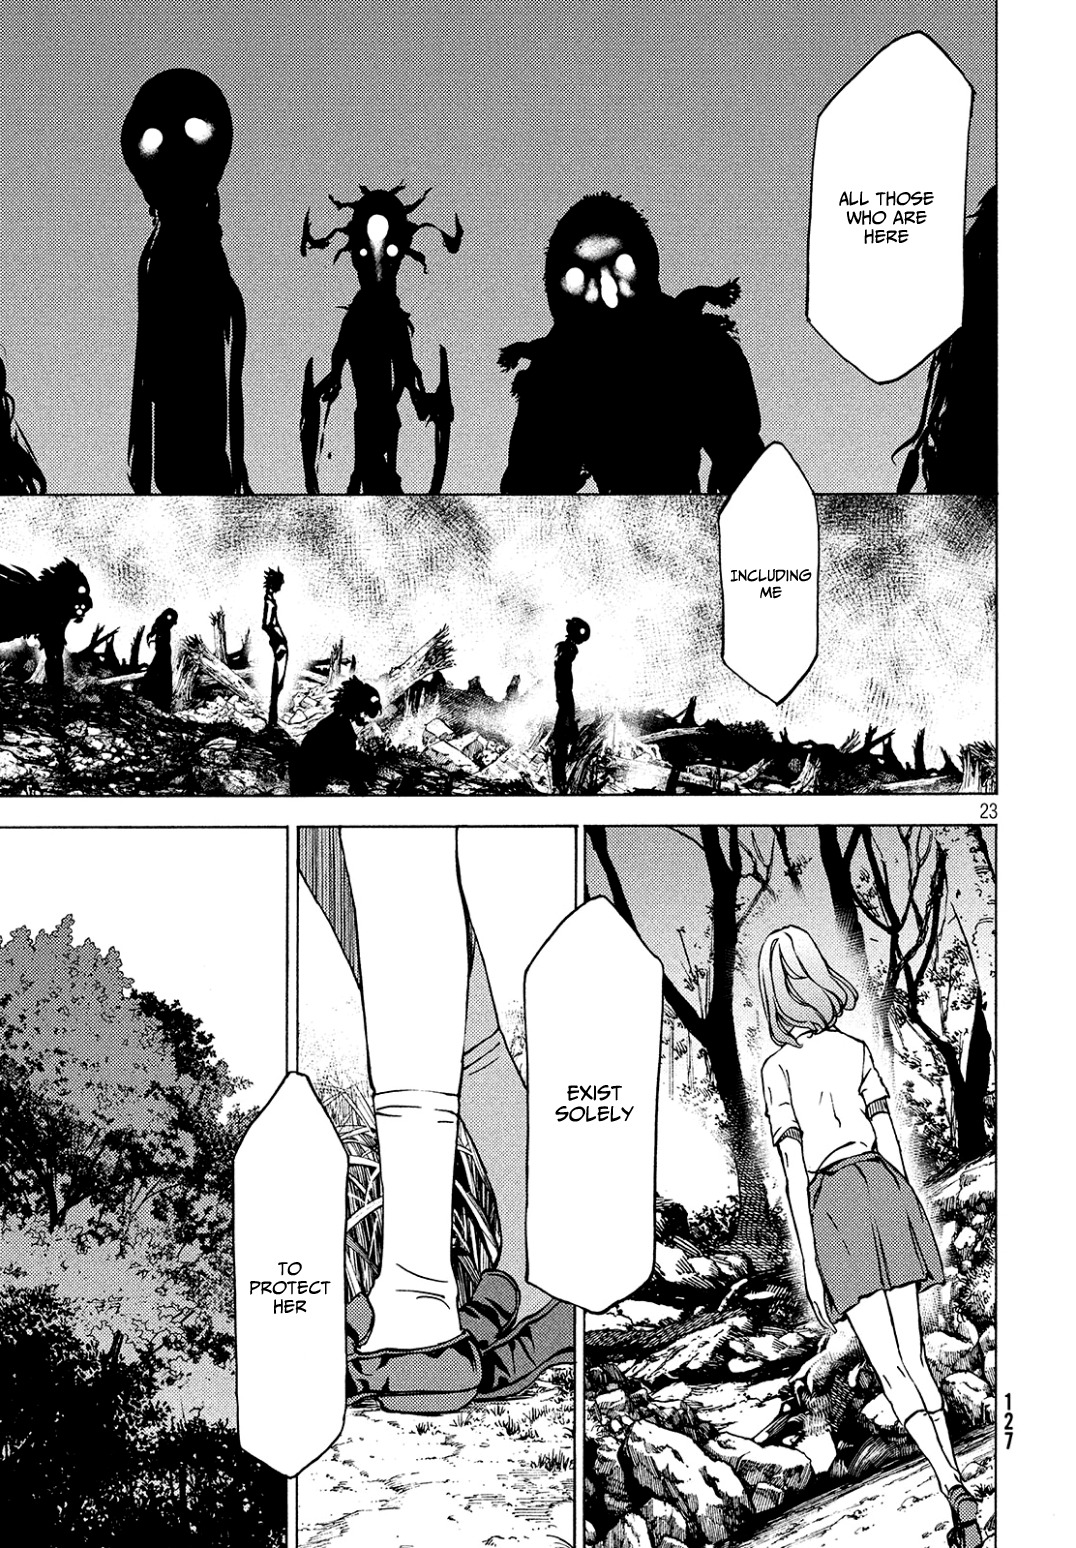 ALL THOSE
WHO ARE
HERE
INCLUDING
ME
23
EXIST
SOLELY
TO
PROTECT
HER
127